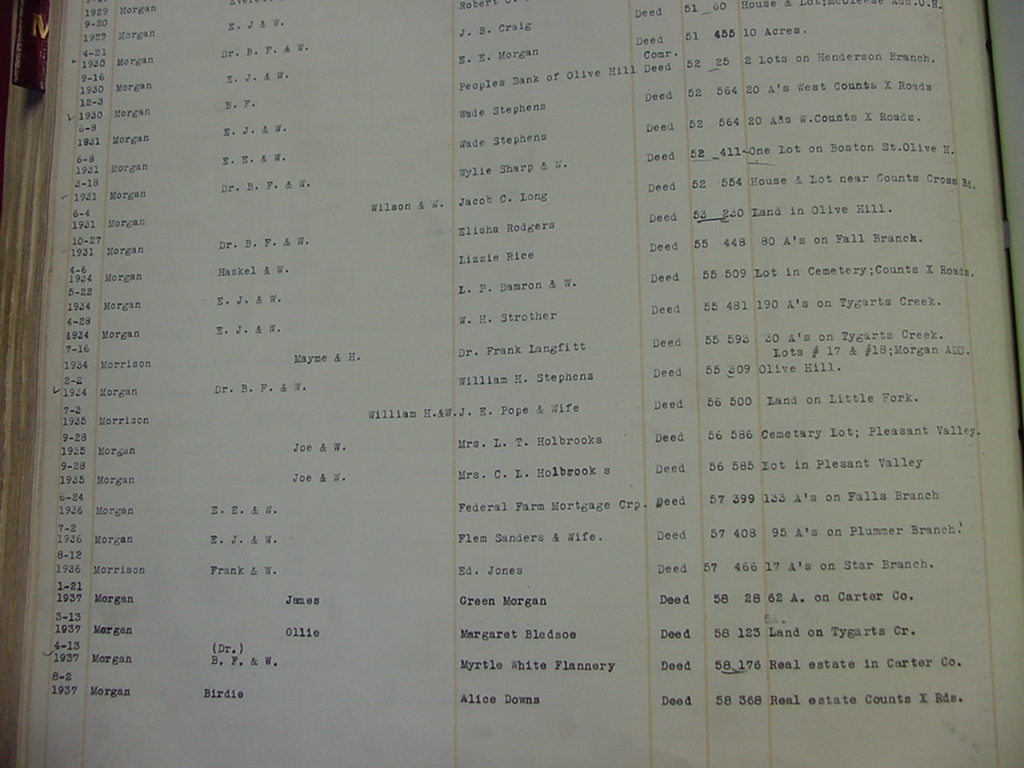 1929 Morgan
9-20
1929 Morgan E. J & W. Robert
4-21
1930 Morgan Dr. B. F. & W. J. B. Craig Deed 51 60 House & Lot;
9-16
1930 Morgan E. J. & W. E. E. Morgan Deed 51 455 10 Acres.
12-3 Comr.
1930 Morgan B. F. Peoples Bank of Olive Hill Deed 52 25 2 Lots on Henderson Branch.
6-8
1931 Morgan E. J. & W. Wade Stephens Deed 52 564 20 A's West Counts X Roads
6-8
1931 Morgan E. E. & W. Wade Stephens Deed 52 564 20 A's W.Counts X Roads.
3-18
1931 Morgan Dr. B. F. & W. Wylie Sharp & W. Deed 52 411 One Lot on Boston St.Olive H.
6-4
1931 Morgan Wilson & W. Jacob C. Long Deed 52 554 House & Lot near Counts Cross Rd.
10-27
1931 Morgan Dr. B. F. & W. Elisha Rodgers Deed 53 230 Land in Olive Hill.
4-6
1934 Morgan Haskel & W. Lizzie Rice Deed 55 448 80 A's on Fall Branch.
5-22
1934 Morgan E. J. & W. L. P. Damron & W. Deed 55 509 Lot in Cemetery;Counts X Roads.
4-28
1934 Morgan E. J. & W. W. H. Strother Deed 55 481 190 A's on Tygarts Creek.
7-16
1934 Morrison Mayme & H. Dr. Frank Langfitt Deed 55 593 30 A's on Tygarts Creek.
2-2 Lots # 17 & #18;Morgan ADD.
1934 Morgan Dr. B. F. & W. William H. Stephens Deed 55 309 Olive Hill.
7-3
1935 Morrison William H.&W. J. E. Pope & Wife Deed 56 500 Land on Little Fork.
9-28
1935 Morgan Joe & W. Mrs. L. T. Holbrooks Deed 56 586 Cemetary Lot; Pleasant Valley.
9-28
1935 Morgan Joe & W. Mrs. C. L. Holbrook s Deed 56 585 Lot in Plesant Valley
6-24
1936 Morgan E. E. & W. Federal Farm Mortgage Crp. Deed 57 399 133 A's on Falls Branch
7-2
1936 Morgan E. J. & W. Flem Sanders & Wife. Deed 57 408 95 A's on Plummer Branch.
8-12
1936 Morrison Frank & W. Ed. Jones Deed 57 466 17 A's on Star Branch.
1-21
1937 Morgan James Green Morgan Deed 58 28 62 A. on Carter Co.
3-13
1937 Morgan Ollie Margaret Bledsoe Deed 58 123 Land on Tygarts Cr.
4-13 (Dr.)
1937 Morgan B. F. & W. Myrtle White Flannery Deed 58 176 Real estate in Carter Co.
8-2
1937 Morgan Birdie Alice Downs Deed 58 368 Real estate Counts X Rds.